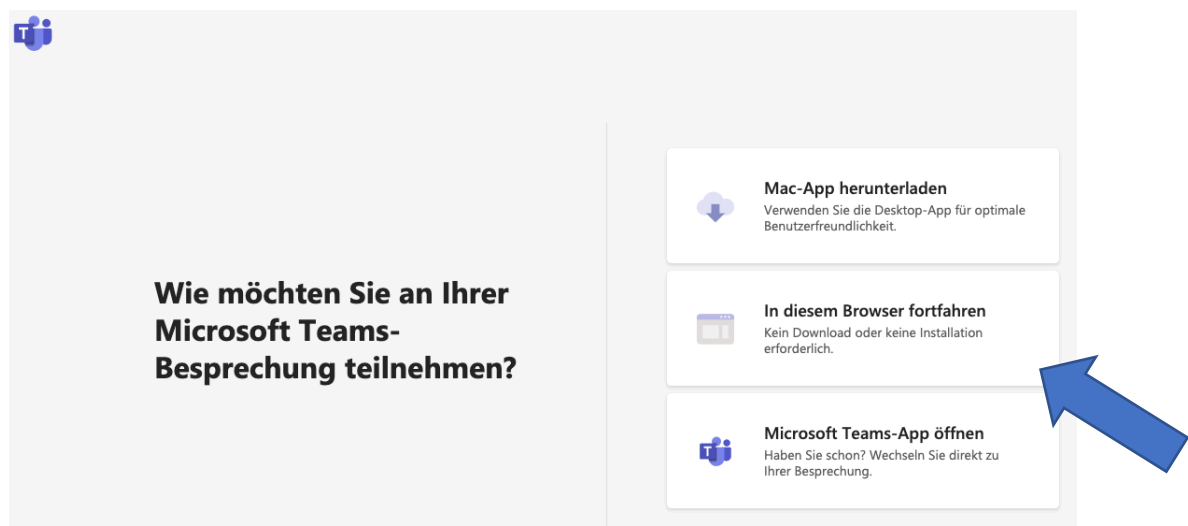 Wie möchten Sie an Ihrer
Microsoft Teams-
Besprechung teilnehmen?
Mac-App herunterladen
Verwenden Sie die Desktop-App für optimale
Benutzerfreundlichkeit.
In diesem Browser fortfahren
Kein Download oder keine Installation
erforderlich.
Microsoft Teams-App öffnen
Haben Sie schon? Wechseln Sie direkt zu
Ihrer Besprechung.